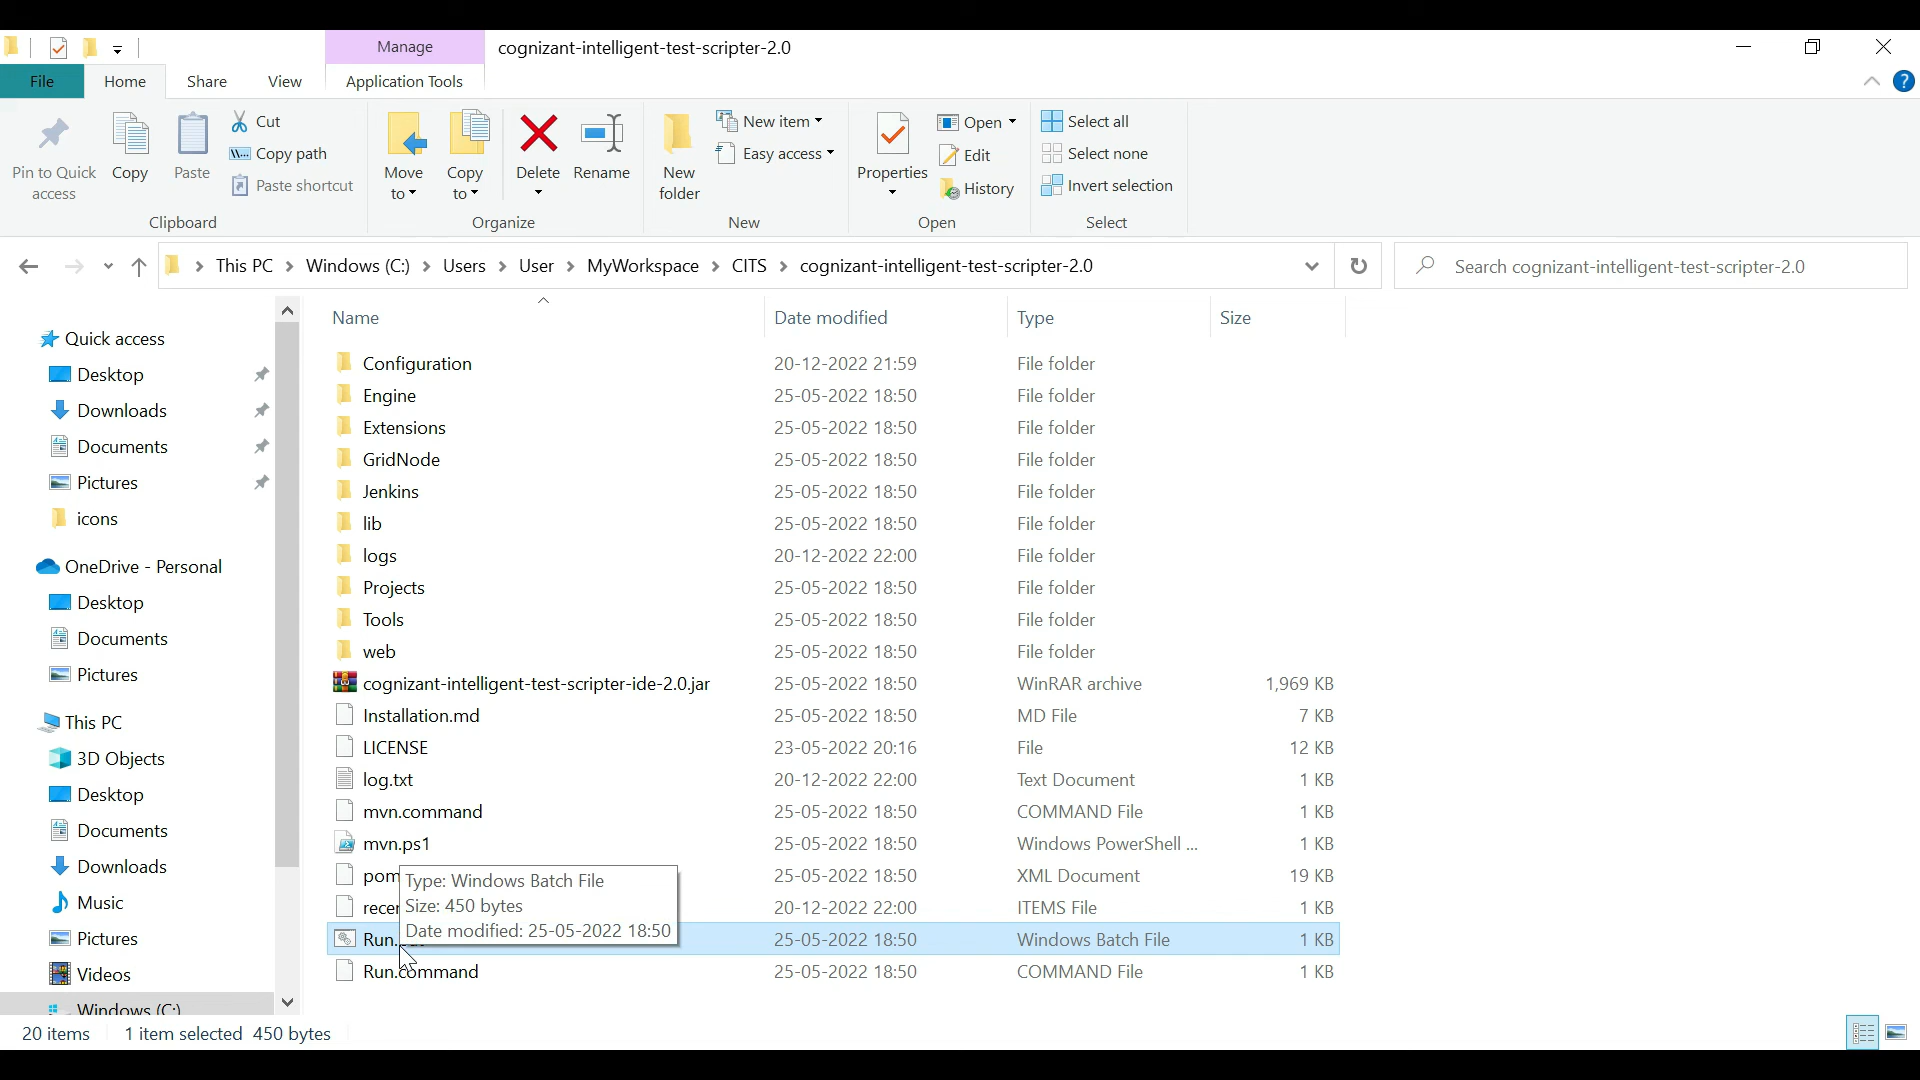 Manage
cognizant-intelligent-test-scripter-2.0
File
Home
Share
View
Application Tools
Pin to Quick
access
Copy
Paste
Cut
Copy path
Paste shortcut
Clipboard
Move
to
Copy
to
Delete
Rename
Organize
New
folder
New item
Easy access
New
Properties
Open
Edit
History
Open
Select all
Select none
Invert selection
Select
This PC
Windows (C:)
Users
User
MyWorkspace
CITS
cognizant-intelligent-test-scripter-2.0
Search cognizant-intelligent-test-scripter-2.0
Quick access
Desktop
Downloads
Documents
Pictures
icons
OneDrive - Personal
Desktop
Documents
Pictures
This PC
3D Objects
Desktop
Documents
Downloads
Music
Pictures
Videos
Windows (C:)
Name Date modified Type Size
Configuration 20-12-2022 21:59 File folder
Engine 25-05-2022 18:50 File folder
Extensions 25-05-2022 18:50 File folder
GridNode 25-05-2022 18:50 File folder
Jenkins 25-05-2022 18:50 File folder
lib 25-05-2022 18:50 File folder
logs 20-12-2022 22:00 File folder
Projects 25-05-2022 18:50 File folder
Tools 25-05-2022 18:50 File folder
web 25-05-2022 18:50 File folder
cognizant-intelligent-test-scripter-ide-2.0.jar 25-05-2022 18:50 WinRAR archive 1,969 KB
Installation.md 25-05-2022 18:50 MD File 7 KB
LICENSE 23-05-2022 20:16 File 12 KB
log.txt 20-12-2022 22:00 Text Document 1 KB
mvn.command 25-05-2022 18:50 COMMAND File 1 KB
mvn.ps1 25-05-2022 18:50 Windows PowerShell ... 1 KB
pom 25-05-2022 18:50 XML Document 19 KB
recen 20-12-2022 22:00 ITEMS File 1 KB
Run. 25-05-2022 18:50 Windows Batch File 1 KB
Run.command 25-05-2022 18:50 COMMAND File 1 KB
Type: Windows Batch File
Size: 450 bytes
Date modified: 25-05-2022 18:50
20 items 1 item selected 450 bytes